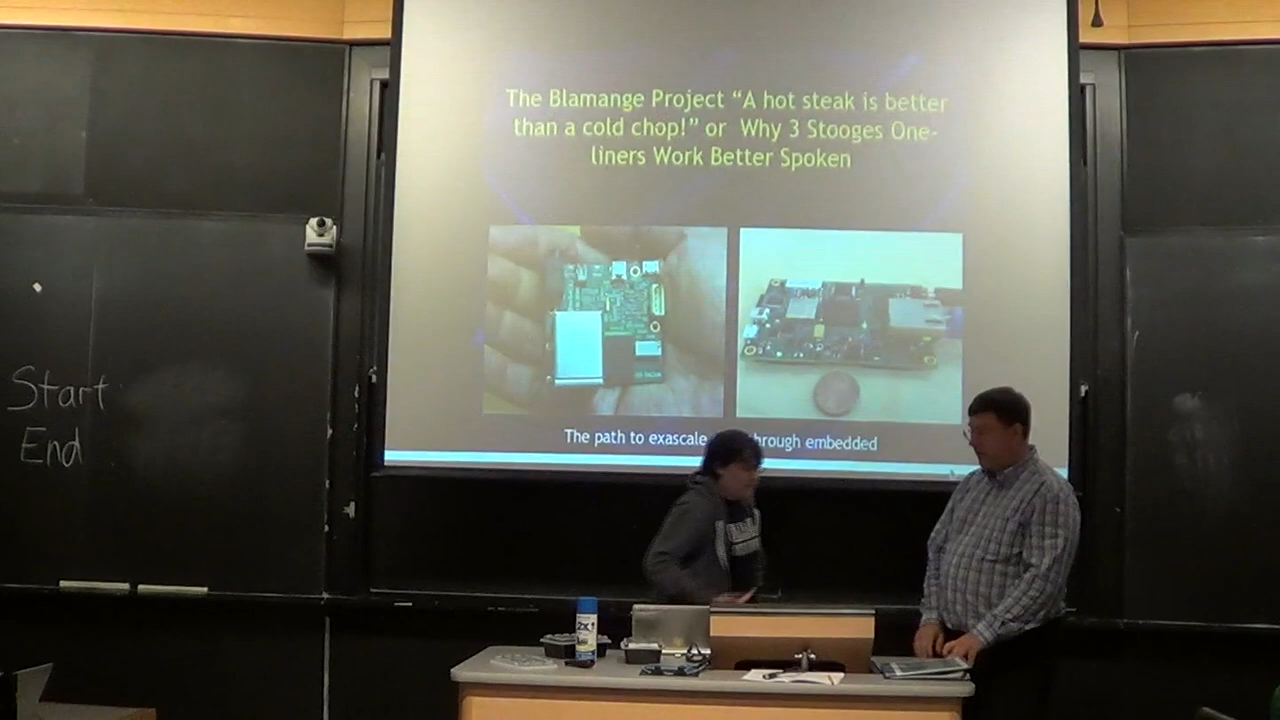 The Blamange Project “A hot steak is better
than a cold chop!” or Why 3 Stooges One-
liners Work Better Spoken
The path to exascale through embedded
Start
End
2X